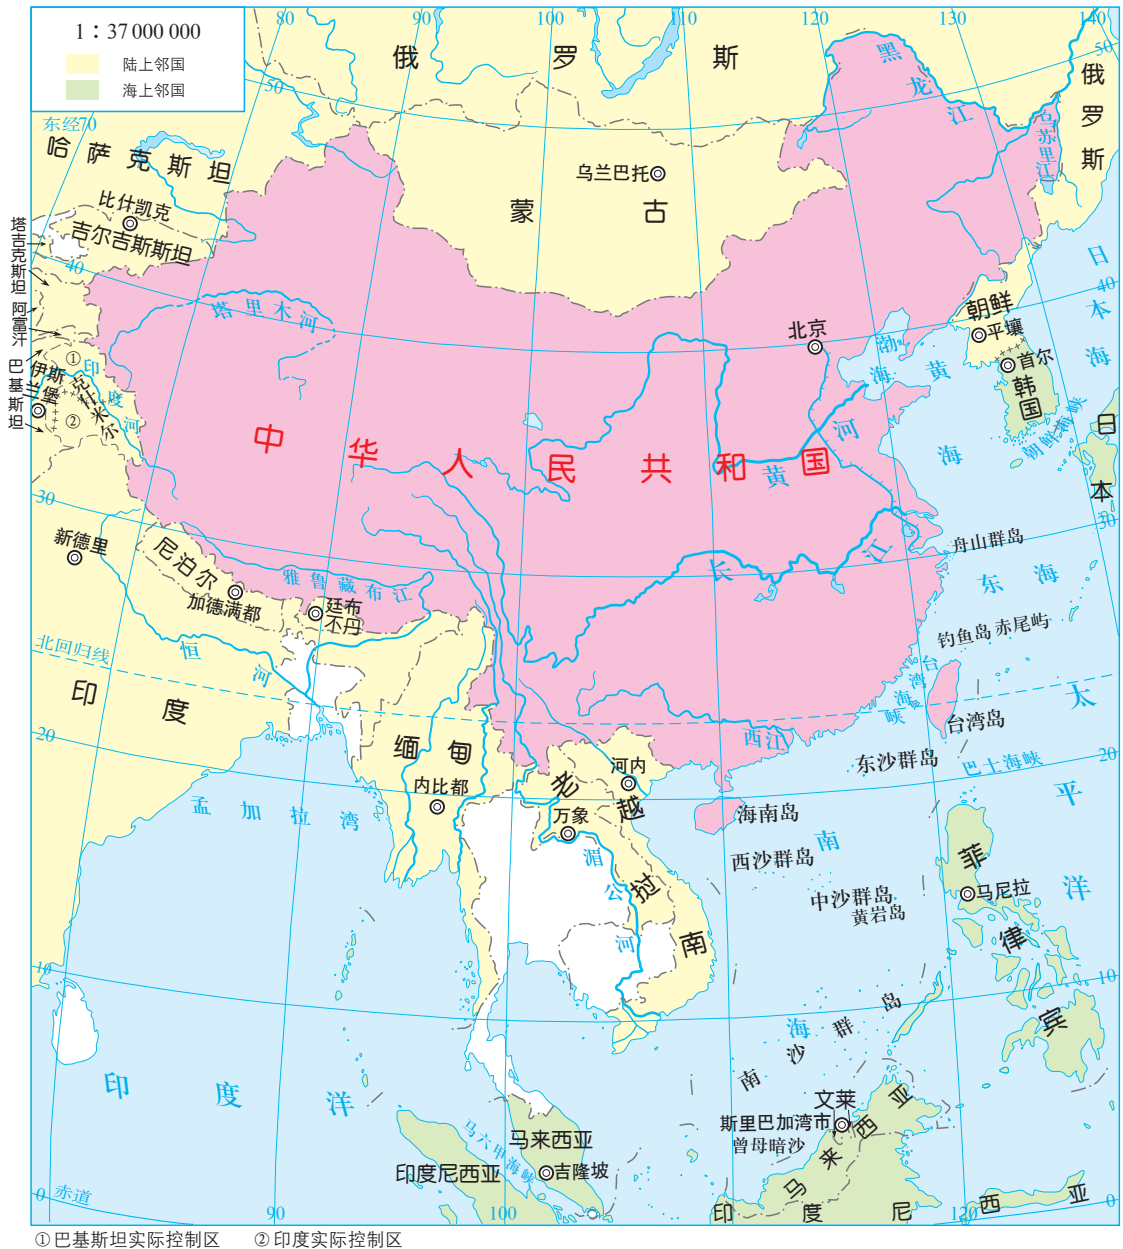 1∶37 000 000
陆上邻国
海上邻国
80
90
100
110
120
130
140
50
50
东经70
俄罗斯
俄罗斯
哈萨克斯坦
比什凯克
吉尔吉斯斯坦
塔吉克斯坦
阿富汗
巴基斯坦
40
40
乌兰巴托
蒙古
黑龙江
乌苏里江
日本海
塔里木河
北京
渤海
朝鲜
平壤
首尔
韩国
朝鲜海峡
日本
①
印度河
伊斯兰堡
克什米尔
②
中华人民共和国
黄河
黄海
30
30
新德里
尼泊尔
加德满都
雅鲁藏布江
廷布
不丹
长江
舟山群岛
东海
钓鱼岛
赤尾屿
北回归线
恒河
印度
台湾海峡
台湾岛
太平洋
20
20
缅甸
内比都
西江
东沙群岛
巴士海峡
孟加拉湾
老挝
河内
越南
万象
海南岛
湄公河
西沙群岛
南海
中沙群岛
黄岩岛
菲律宾
马尼拉
10
10
南沙群岛
印度洋
文莱
斯里巴加湾市
曾母暗沙
马来西亚
马六甲海峡
马来西亚
印度尼西亚
吉隆坡
印度尼西亚
0
赤道
0
90
100
120
①巴基斯坦实际控制区
②印度实际控制区